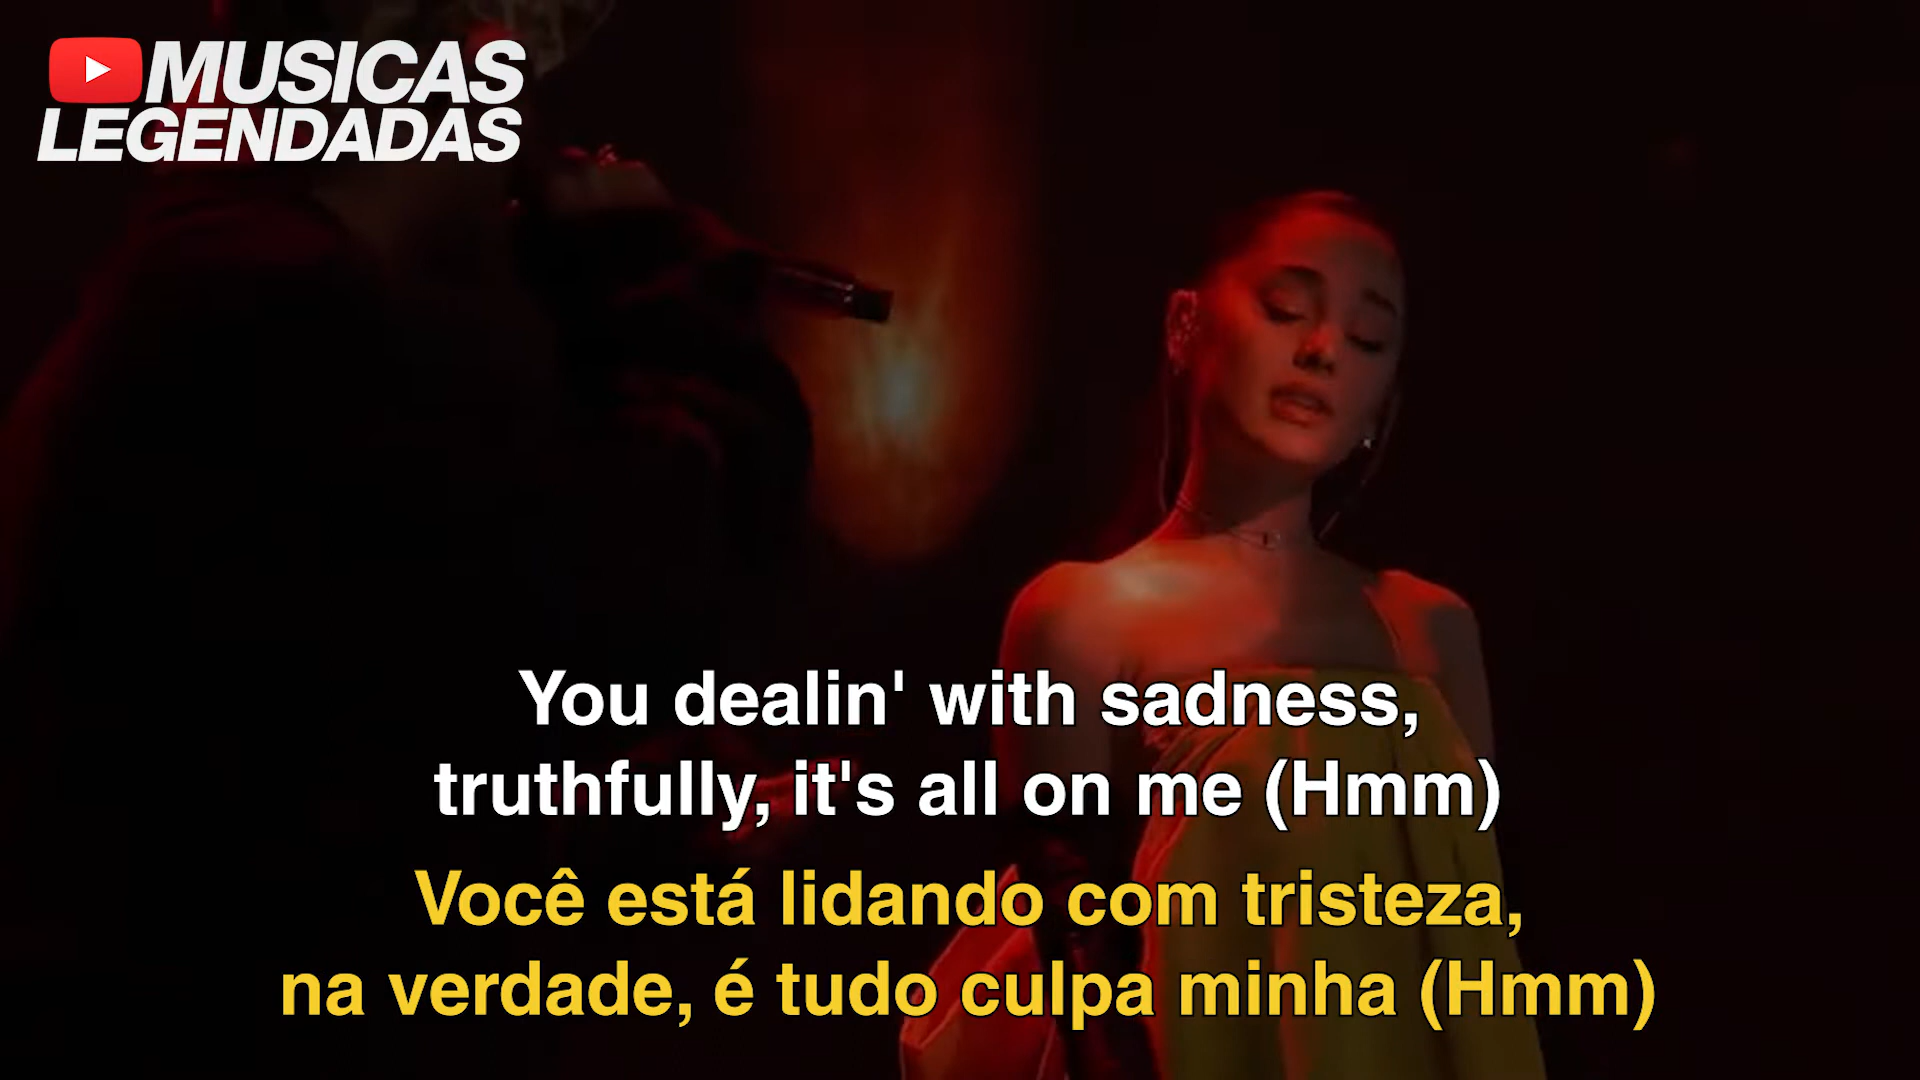 MUSICAS
LEGENDADAS
You dealin' with sadness,
truthfully, it's all on me (Hmm)
Você está lidando com tristeza,
na verdade, é tudo culpa minha (Hmm)